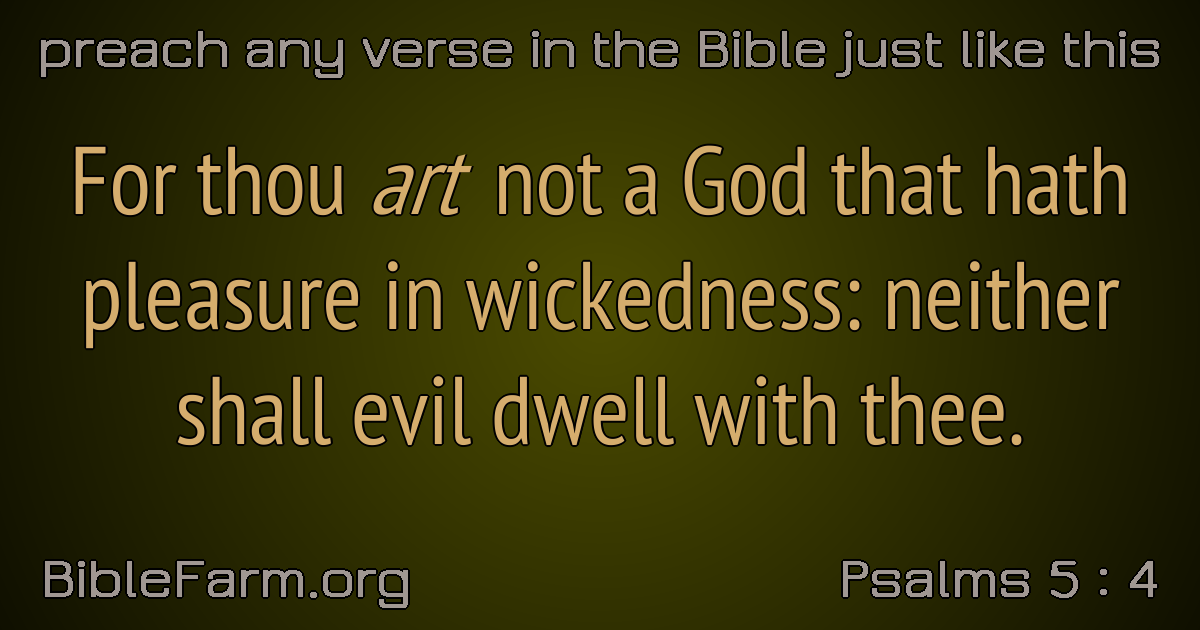 preach any verse in the Bible just like this
For thou art not a God that hath
pleasure in wickedness: neither
shall evil dwell with thee.
BibleFarm.org
Psalms 5 : 4